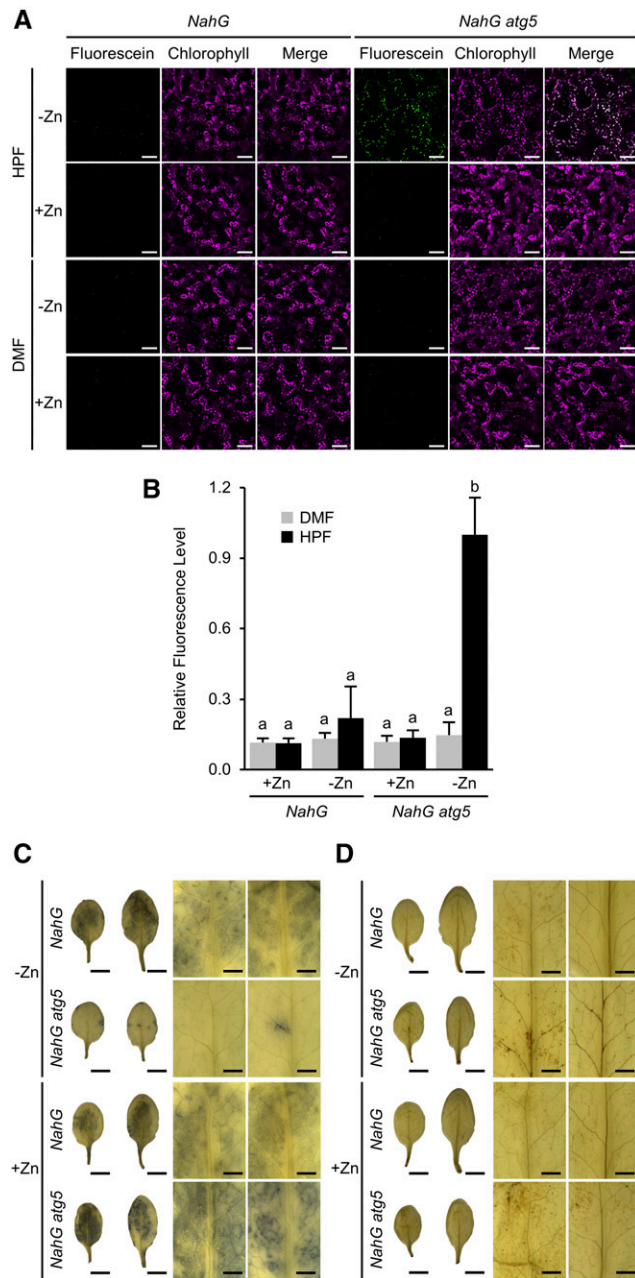 A
NahG NahG atg5
Fluorescein Chlorophyll Merge Fluorescein Chlorophyll Merge
HPF
-Zn
+Zn
DMF
-Zn
+Zn
B
1.2
0.9
0.6
0.3
0.0
Relative Fluorescence Level
DMF
HPF
a a a a a a a b
+Zn -Zn +Zn -Zn
NahG NahG atg5
C
-Zn
NahG
NahG atg5
+Zn
NahG
NahG atg5
D
-Zn
NahG
NahG atg5
+Zn
NahG
NahG atg5